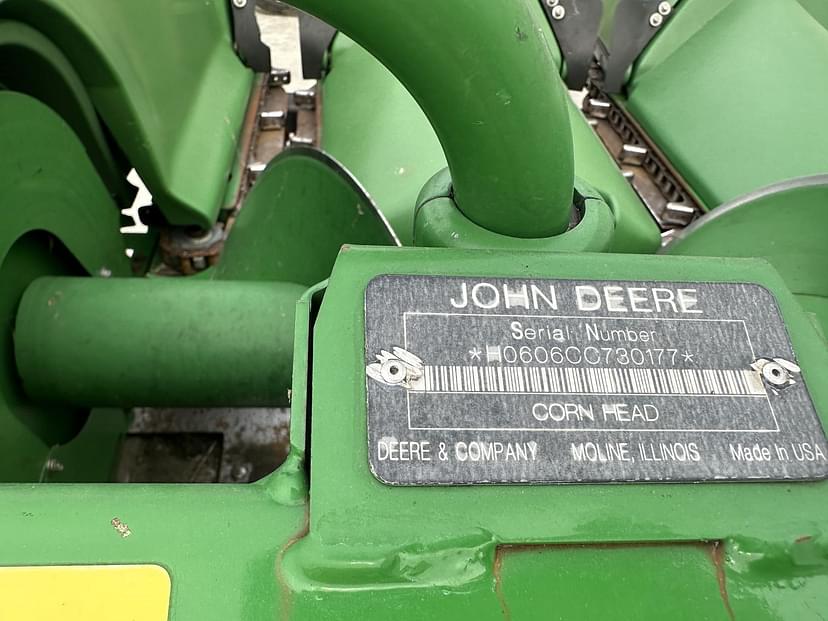 JOHN DEERE
Serial Number
*H0606CC730177*
CORN HEAD
DEERE & COMPANY MOLINE, ILLINOIS Made in USA